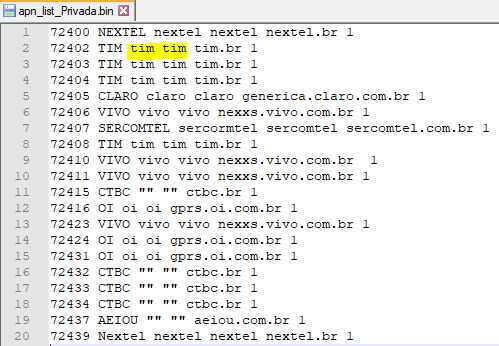 apn_list_Privada.bin
1 72400 NEXTEL nextel nextel nextel.br 1
2 72402 TIM tim tim tim.br 1
3 72403 TIM tim tim tim.br 1
4 72404 TIM tim tim tim.br 1
5 72405 CLARO claro claro generica.claro.com.br 1
6 72406 VIVO vivo vivo nexxs.vivo.com.br 1
7 72407 SERCOMTEL sercormtel sercomtel sercomtel.com.br 1
8 72408 TIM tim tim tim.br 1
9 72410 VIVO vivo vivo nexxs.vivo.com.br  1
10 72411 VIVO vivo vivo nexxs.vivo.com.br 1
11 72415 CTBC "" "" ctbc.br 1
12 72416 OI oi oi gprs.oi.com.br 1
13 72423 VIVO vivo vivo nexxs.vivo.com.br 1
14 72424 OI oi oi gprs.oi.com.br 1
15 72431 OI oi oi gprs.oi.com.br 1
16 72432 CTBC "" "" ctbc.br 1
17 72433 CTBC "" "" ctbc.br 1
18 72434 CTBC "" "" ctbc.br 1
19 72437 AEIOU "" "" aeiou.com.br 1
20 72439 Nextel nextel nextel nextel.br 1